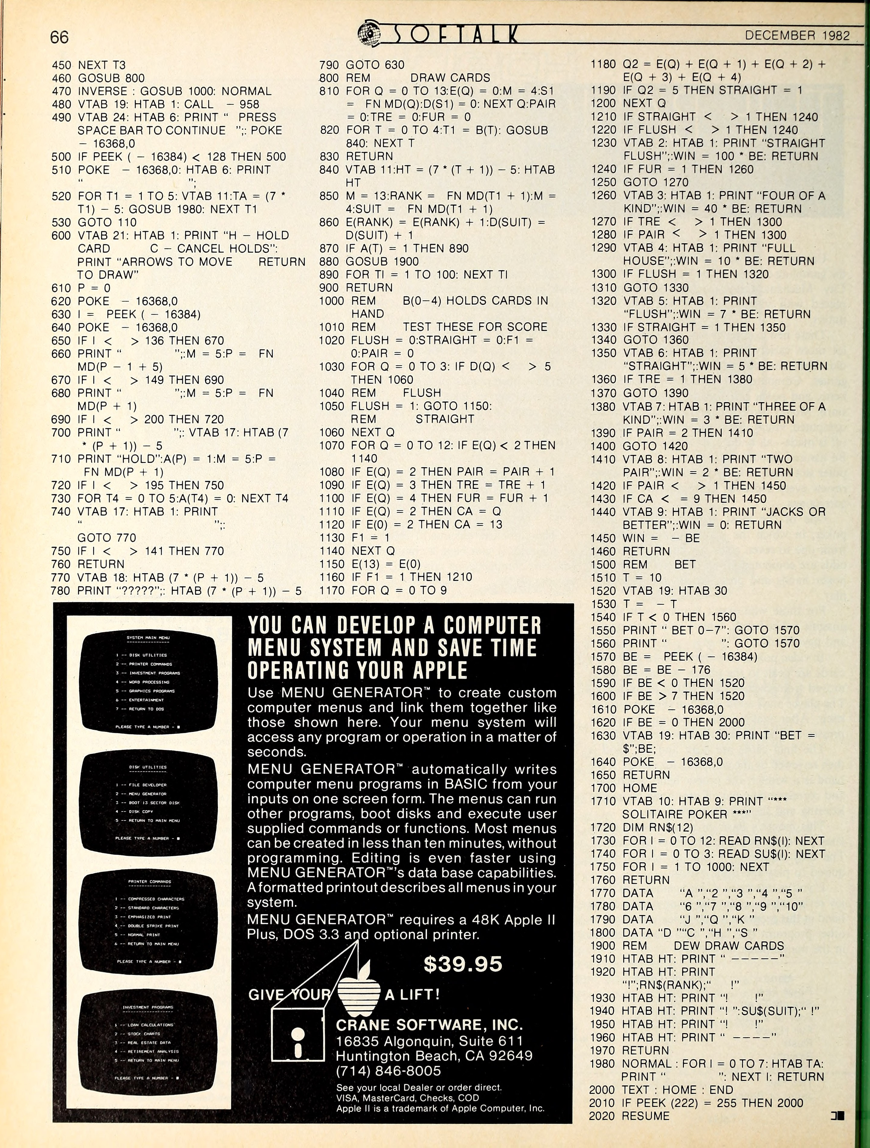 66
SOFTALK
DECEMBER 1982
450 NEXT T3
460 GOSUB 800
470 INVERSE : GOSUB 1000: NORMAL
480 VTAB 19: HTAB 1: CALL - 958
490 VTAB 24: HTAB 6: PRINT " PRESS
SPACE BAR TO CONTINUE ";: POKE
- 16368,0
500 IF PEEK ( - 16384) < 128 THEN 500
510 POKE - 16368,0: HTAB 6: PRINT
" ";
520 FOR T1 = 1 TO 5: VTAB 11:TA = (7 *
T1) - 5: GOSUB 1980: NEXT T1
530 GOTO 110
600 VTAB 21: HTAB 1: PRINT "H - HOLD
CARD C - CANCEL HOLDS":
PRINT "ARROWS TO MOVE RETURN
TO DRAW"
610 P = 0
620 POKE - 16368,0
630 I = PEEK ( - 16384)
640 POKE - 16368,0
650 IF I < > 136 THEN 670
660 PRINT " ";:M = 5:P = FN
MD(P - 1 + 5)
670 IF I < > 149 THEN 690
680 PRINT " ";:M = 5:P = FN
MD(P + 1)
690 IF I < > 200 THEN 720
700 PRINT " ";: VTAB 17: HTAB (7
* (P + 1)) - 5
710 PRINT "HOLD":A(P) = 1:M = 5:P =
FN MD(P + 1)
720 IF I < > 195 THEN 750
730 FOR T4 = 0 TO 5:A(T4) = 0: NEXT T4
740 VTAB 17: HTAB 1: PRINT
" ";:
GOTO 770
750 IF I < > 141 THEN 770
760 RETURN
770 VTAB 18: HTAB (7 * (P + 1)) - 5
780 PRINT "?????";: HTAB (7 * (P + 1)) - 5
790 GOTO 630
800 REM DRAW CARDS
810 FOR Q = 0 TO 13:E(Q) = 0:M = 4:S1
= FN MD(Q):D(S1) = 0: NEXT Q:PAIR
= 0:TRE = 0:FUR = 0
820 FOR T = 0 TO 4:T1 = B(T): GOSUB
840: NEXT T
830 RETURN
840 VTAB 11:HT = (7 * (T + 1)) - 5: HTAB
HT
850 M = 13:RANK = FN MD(T1 + 1):M =
4:SUIT = FN MD(T1 + 1)
860 E(RANK) = E(RANK) + 1:D(SUIT) =
D(SUIT) + 1
870 IF A(T) = 1 THEN 890
880 GOSUB 1900
890 FOR TI = 1 TO 100: NEXT TI
900 RETURN
1000 REM B(0-4) HOLDS CARDS IN
HAND
1010 REM TEST THESE FOR SCORE
1020 FLUSH = 0:STRAIGHT = 0:F1 =
0:PAIR = 0
1030 FOR Q = 0 TO 3: IF D(Q) < > 5
THEN 1060
1040 REM FLUSH
1050 FLUSH = 1: GOTO 1150:
REM STRAIGHT
1060 NEXT Q
1070 FOR Q = 0 TO 12: IF E(Q) < 2 THEN
1140
1080 IF E(Q) = 2 THEN PAIR = PAIR + 1
1090 IF E(Q) = 3 THEN TRE = TRE + 1
1100 IF E(Q) = 4 THEN FUR = FUR + 1
1110 IF E(Q) = 2 THEN CA = Q
1120 IF E(0) = 2 THEN CA = 13
1130 F1 = 1
1140 NEXT Q
1150 E(13) = E(0)
1160 IF F1 = 1 THEN 1210
1170 FOR Q = 0 TO 9
1180 Q2 = E(Q) + E(Q + 1) + E(Q + 2) +
E(Q + 3) + E(Q + 4)
1190 IF Q2 = 5 THEN STRAIGHT = 1
1200 NEXT Q
1210 IF STRAIGHT < > 1 THEN 1240
1220 IF FLUSH < > 1 THEN 1240
1230 VTAB 2: HTAB 1: PRINT "STRAIGHT
FLUSH";:WIN = 100 * BE: RETURN
1240 IF FUR = 1 THEN 1260
1250 GOTO 1270
1260 VTAB 3: HTAB 1: PRINT "FOUR OF A
KIND";:WIN = 40 * BE: RETURN
1270 IF TRE < > 1 THEN 1300
1280 IF PAIR < > 1 THEN 1300
1290 VTAB 4: HTAB 1: PRINT "FULL
HOUSE";:WIN = 10 * BE: RETURN
1300 IF FLUSH = 1 THEN 1320
1310 GOTO 1330
1320 VTAB 5: HTAB 1: PRINT
"FLUSH";:WIN = 7 * BE: RETURN
1330 IF STRAIGHT = 1 THEN 1350
1340 GOTO 1360
1350 VTAB 6: HTAB 1: PRINT
"STRAIGHT";:WIN = 5 * BE: RETURN
1360 IF TRE = 1 THEN 1380
1370 GOTO 1390
1380 VTAB 7: HTAB 1: PRINT "THREE OF A
KIND";:WIN = 3 * BE: RETURN
1390 IF PAIR = 2 THEN 1410
1400 GOTO 1420
1410 VTAB 8: HTAB 1: PRINT "TWO
PAIR";:WIN = 2 * BE: RETURN
1420 IF PAIR < > 1 THEN 1450
1430 IF CA < = 9 THEN 1450
1440 VTAB 9: HTAB 1: PRINT "JACKS OR
BETTER";:WIN = 0: RETURN
1450 WIN = - BE
1460 RETURN
1500 REM BET
1510 T = 10
1520 VTAB 19: HTAB 30
1530 T = - T
1540 IF T < 0 THEN 1560
1550 PRINT " BET 0-7": GOTO 1570
1560 PRINT " ": GOTO 1570
1570 BE = PEEK ( - 16384)
1580 BE = BE - 176
1590 IF BE < 0 THEN 1520
1600 IF BE > 7 THEN 1520
1610 POKE - 16368,0
1620 IF BE = 0 THEN 2000
1630 VTAB 19: HTAB 30: PRINT "BET =
$";BE;
1640 POKE - 16368,0
1650 RETURN
1700 HOME
1710 VTAB 10: HTAB 9: PRINT "***
SOLITAIRE POKER ***"
1720 DIM RN$(12)
1730 FOR I = 0 TO 12: READ RN$(I): NEXT
1740 FOR I = 0 TO 3: READ SU$(I): NEXT
1750 FOR I = 1 TO 1000: NEXT
1760 RETURN
1770 DATA "A ","2 ","3 ","4 ","5 "
1780 DATA "6 ","7 ","8 ","9 ","10"
1790 DATA "J ","Q ","K "
1800 DATA "D ""C ","H ","S "
1900 REM DEW DRAW CARDS
1910 HTAB HT: PRINT " -----"
1920 HTAB HT: PRINT
"!";RN$(RANK);" !"
1930 HTAB HT: PRINT "! !"
1940 HTAB HT: PRINT "! ":SU$(SUIT);" !"
1950 HTAB HT: PRINT "! !"
1960 HTAB HT: PRINT " ----"
1970 RETURN
1980 NORMAL : FOR I = 0 TO 7: HTAB TA:
PRINT " ": NEXT I: RETURN
2000 TEXT : HOME : END
2010 IF PEEK (222) = 255 THEN 2000
2020 RESUME
SYSTEM MAIN MENU
1 -- DISK UTILITIES
2 -- PRINTER COMMANDS
3 -- INVESTMENT PROGRAMS
4 -- WORD PROCESSING
5 -- GRAPHICS PROGRAMS
6 -- ENTERTAINMENT
7 -- RETURN TO DOS
PLEASE TYPE A NUMBER -
DISK UTILITIES
1 -- FILE DEVELOPER
2 -- MENU GENERATOR
3 -- BOOT 13 SECTOR DISK
4 -- DISK COPY
5 -- RETURN TO MAIN MENU
PLEASE TYPE A NUMBER -
PRINTER COMMANDS
1 -- COMPRESSED CHARACTERS
2 -- STANDARD CHARACTERS
3 -- EMPHASIZED PRINT
4 -- DOUBLE STRIKE PRINT
5 -- NORMAL PRINT
6 -- RETURN TO MAIN MENU
PLEASE TYPE A NUMBER -
INVESTMENT PROGRAMS
1 -- LOAN CALCULATIONS
2 -- STOCK CHARTS
3 -- REAL ESTATE DATA
4 -- RETIREMENT ANALYSIS
5 -- RETURN TO MAIN MENU
PLEASE TYPE A NUMBER -
YOU CAN DEVELOP A COMPUTER
MENU SYSTEM AND SAVE TIME
OPERATING YOUR APPLE
Use MENU GENERATOR™ to create custom
computer menus and link them together like
those shown here. Your menu system will
access any program or operation in a matter of
seconds.
MENU GENERATOR™ automatically writes
computer menu programs in BASIC from your
inputs on one screen form. The menus can run
other programs, boot disks and execute user
supplied commands or functions. Most menus
can be created in less than ten minutes, without
programming. Editing is even faster using
MENU GENERATOR™'s data base capabilities.
A formatted printout describes all menus in your
system.
MENU GENERATOR™ requires a 48K Apple II
Plus, DOS 3.3 and optional printer.
$39.95
GIVE YOUR A LIFT!
CRANE SOFTWARE, INC.
16835 Algonquin, Suite 611
Huntington Beach, CA 92649
(714) 846-8005
See your local Dealer or order direct.
VISA, MasterCard, Checks, COD
Apple II is a trademark of Apple Computer, Inc.